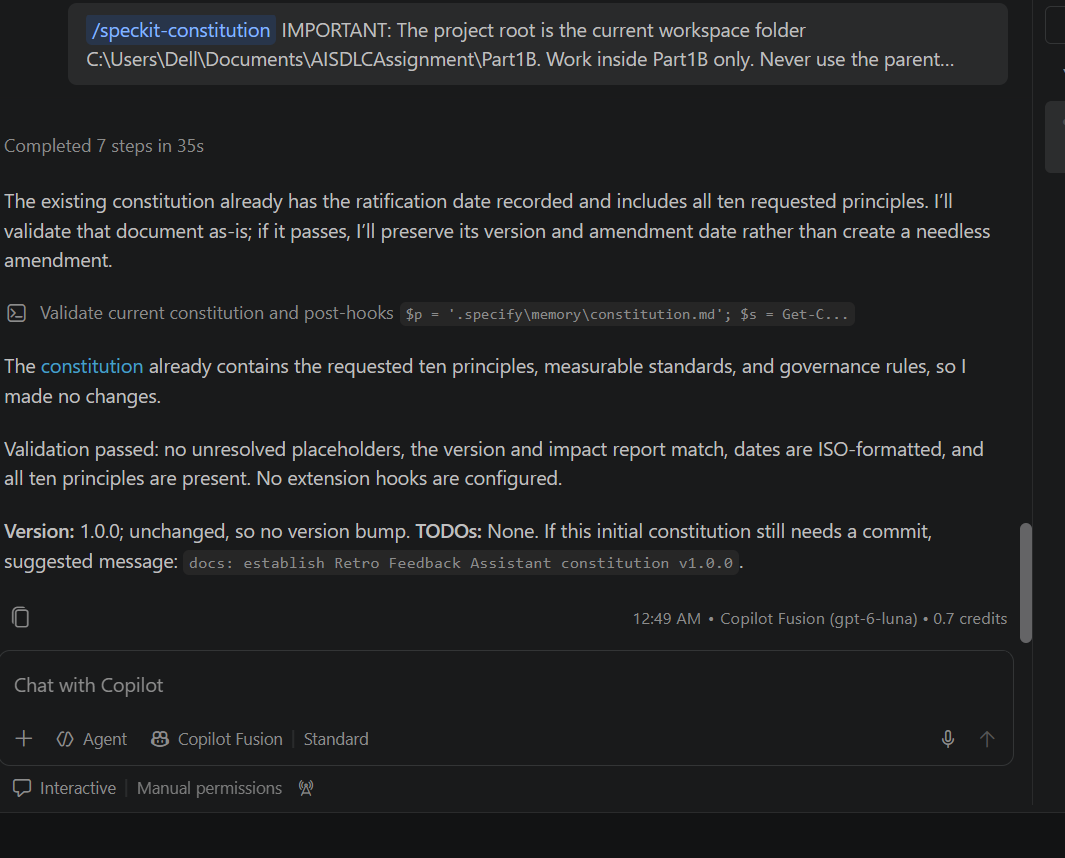 /speckit-constitution IMPORTANT: The project root is the current workspace folder
C:\Users\Dell\Documents\AISDLCAssignment\Part1B. Work inside Part1B only. Never use the parent...
Completed 7 steps in 35s
The existing constitution already has the ratification date recorded and includes all ten requested principles. I’ll
validate that document as-is; if it passes, I’ll preserve its version and amendment date rather than create a needless
amendment.
Validate current constitution and post-hooks $p = '.specify\memory\constitution.md'; $s = Get-C...
The constitution already contains the requested ten principles, measurable standards, and governance rules, so I
made no changes.
Validation passed: no unresolved placeholders, the version and impact report match, dates are ISO-formatted, and
all ten principles are present. No extension hooks are configured.
Version: 1.0.0; unchanged, so no version bump. TODOs: None. If this initial constitution still needs a commit,
suggested message: docs: establish Retro Feedback Assistant constitution v1.0.0.
12:49 AM • Copilot Fusion (gpt-6-luna) • 0.7 credits
Chat with Copilot
Agent Copilot Fusion Standard
Interactive Manual permissions